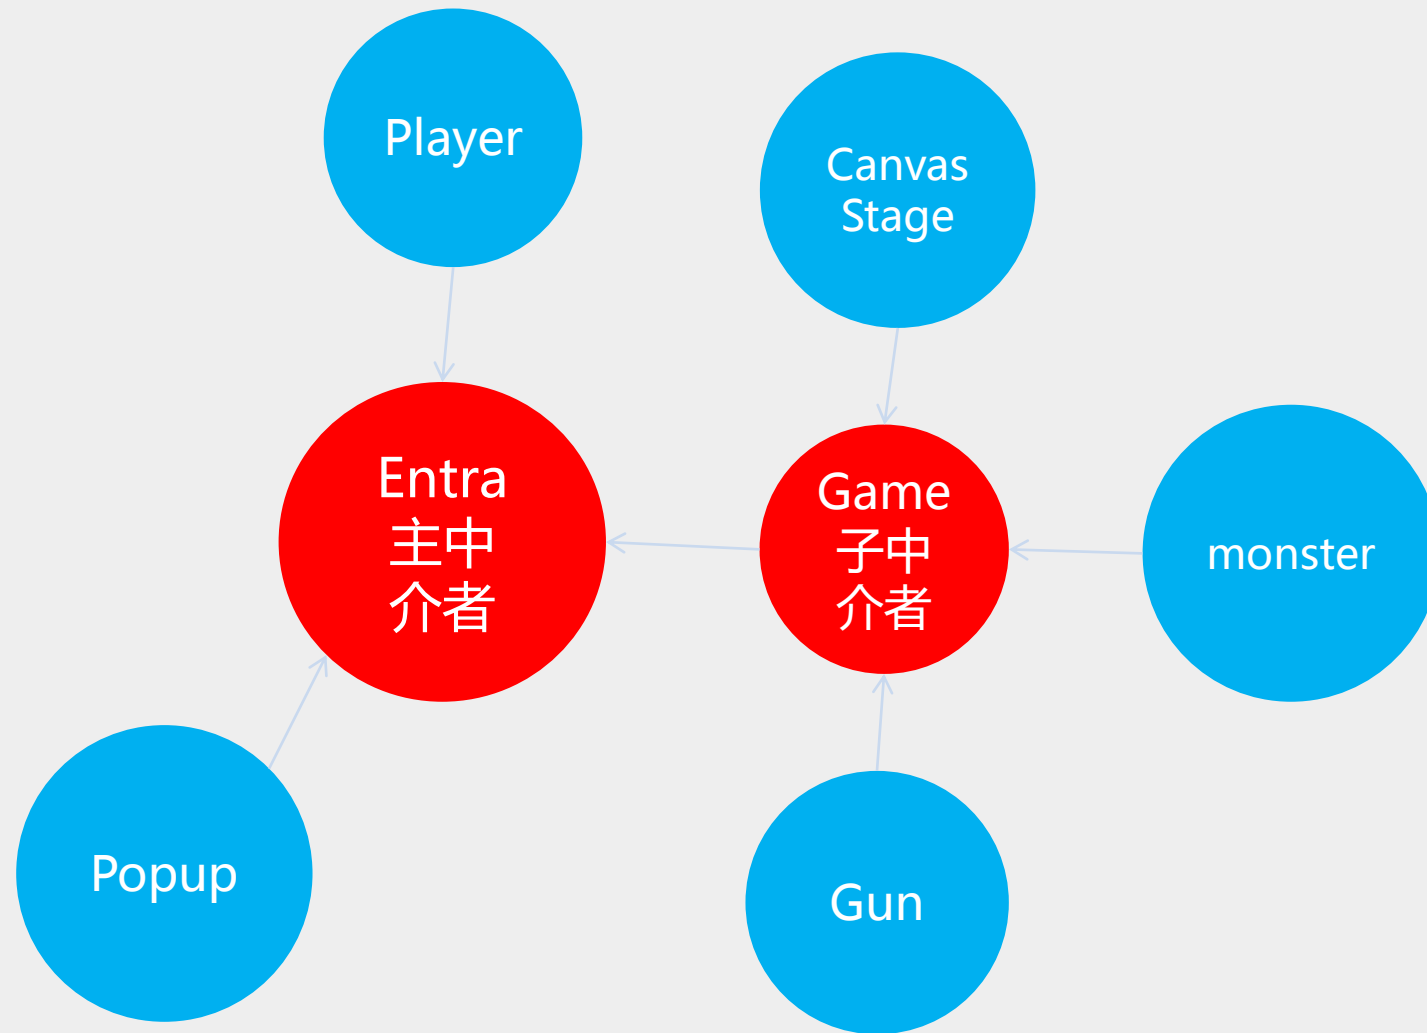 Player
Canvas
Stage
Entra
主中
介者
Game
子中
介者
monster
Popup
Gun